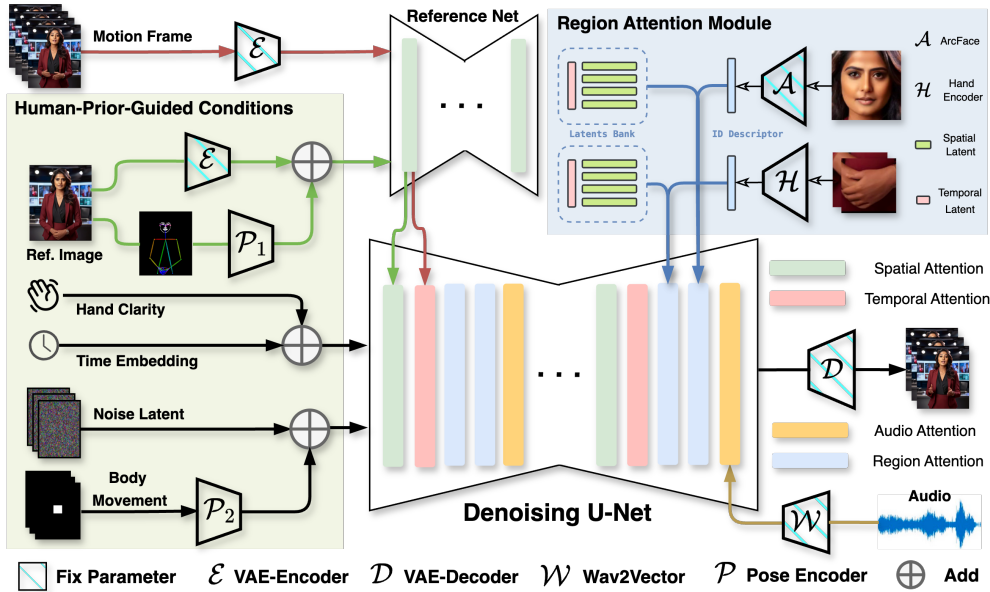 Reference Net
Motion Frame
ℰ
Region Attention Module
𝒜 ArcFace
ℋ Hand
Encoder
Spatial
Latent
Temporal
Latent
Latents Bank
ID Descriptor
𝒜
ℋ
Human-Prior-Guided Conditions
ℰ
𝒫₁
Ref. Image
Hand Clarity
Time Embedding
Noise Latent
Body
Movement
𝒫₂
. . .
. . .
Denoising U-Net
Spatial Attention
Temporal Attention
𝒟
Audio Attention
Region Attention
𝒲
Audio
Fix Parameter
ℰ VAE-Encoder
𝒟 VAE-Decoder
𝒲 Wav2Vector
𝒫 Pose Encoder
Add